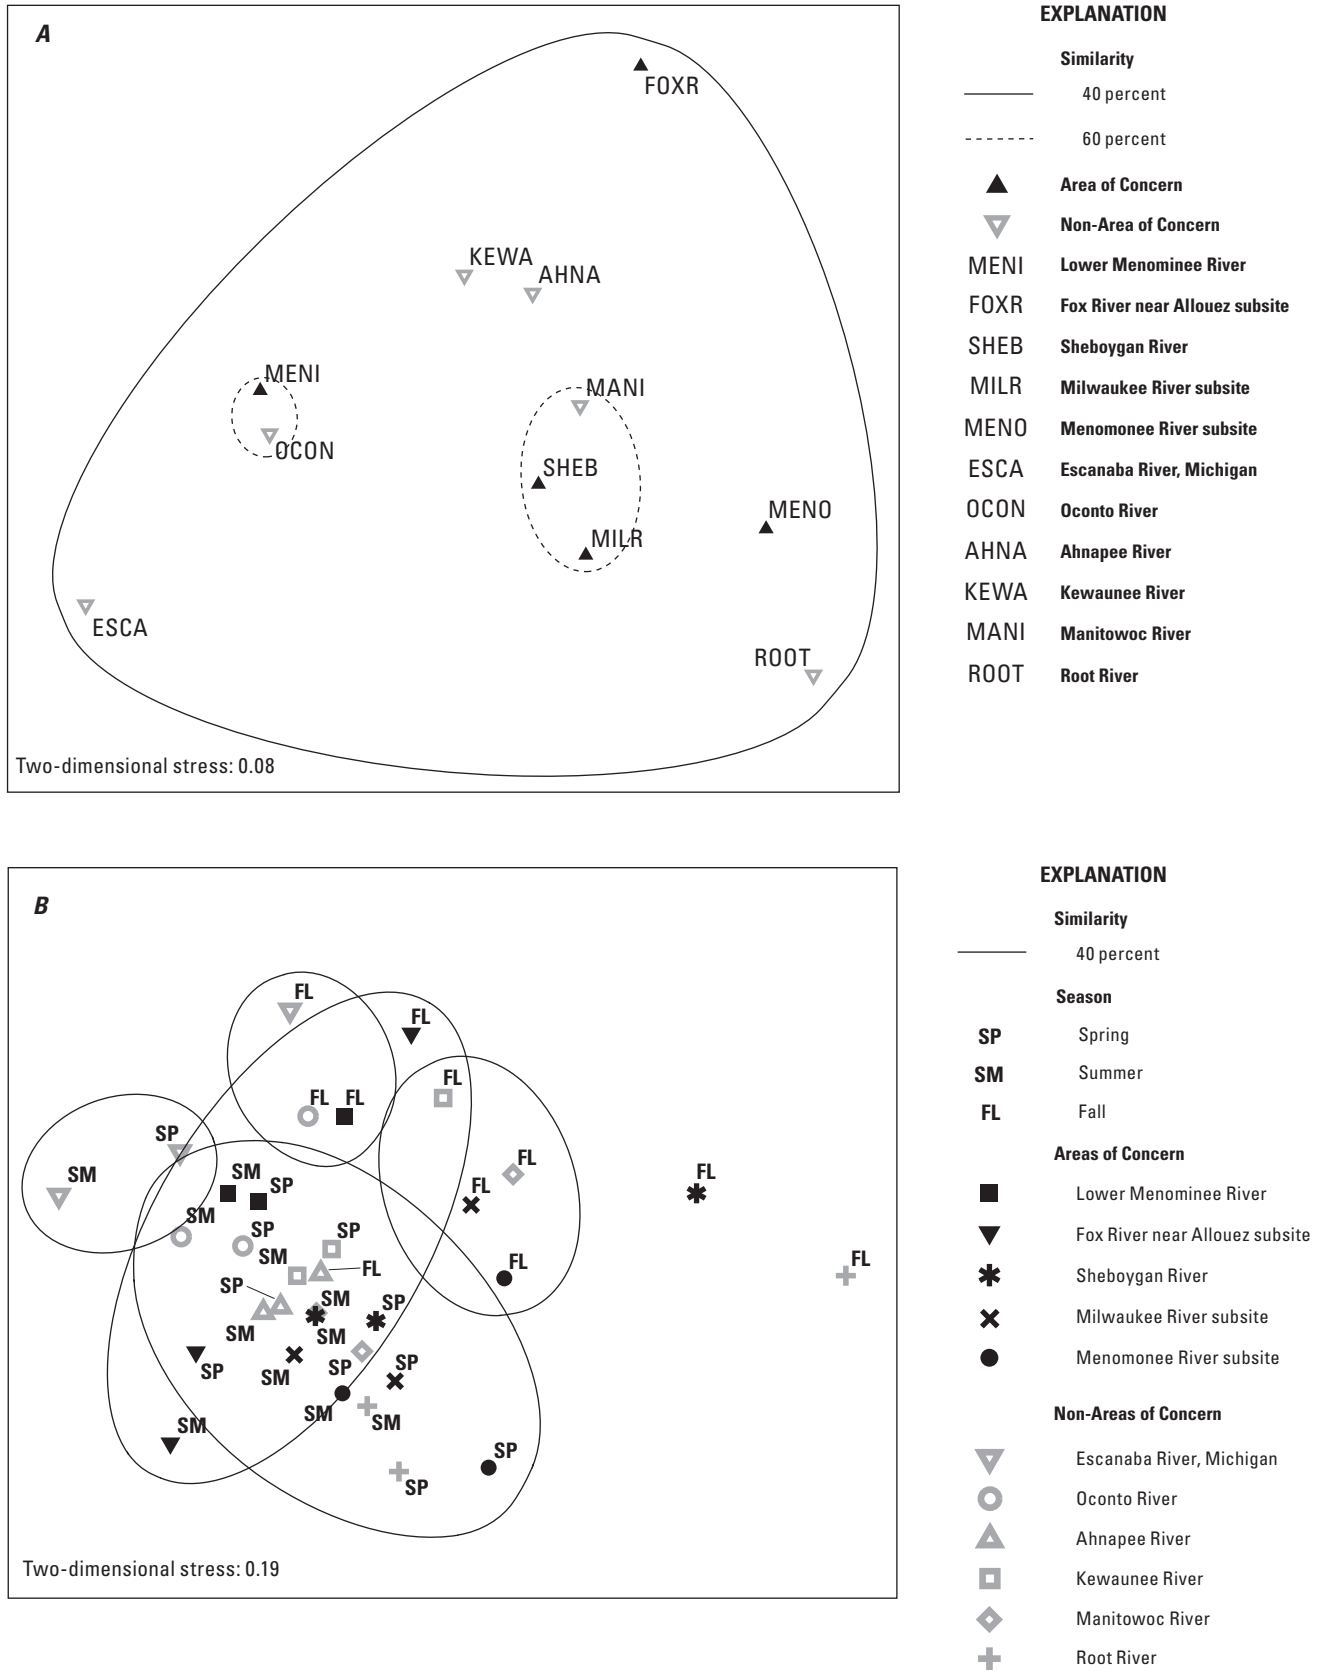 A
FOXR
KEWA
AHNA
MENI
MANI
OCON
SHEB
MENO
MILR
ESCA
ROOT
Two-dimensional stress: 0.08
EXPLANATION
Similarity
40 percent
60 percent
Area of Concern
Non-Area of Concern
MENI Lower Menominee River
FOXR Fox River near Allouez subsite
SHEB Sheboygan River
MILR Milwaukee River subsite
MENO Menomonee River subsite
ESCA Escanaba River, Michigan
OCON Oconto River
AHNA Ahnapee River
KEWA Kewaunee River
MANI Manitowoc River
ROOT Root River
B
FL
FL
FL
FL FL
SP
FL
SM
SM
SP
FL
FL
FL
SM
SP
SP
SM
FL
FL
FL
SP
SM
SP
SM
SM
SP
SP
SP
SM
SM
SM
SM
SP
SP
Two-dimensional stress: 0.19
EXPLANATION
Similarity
40 percent
Season
SP Spring
SM Summer
FL Fall
Areas of Concern
Lower Menominee River
Fox River near Allouez subsite
Sheboygan River
Milwaukee River subsite
Menomonee River subsite
Non-Areas of Concern
Escanaba River, Michigan
Oconto River
Ahnapee River
Kewaunee River
Manitowoc River
Root River